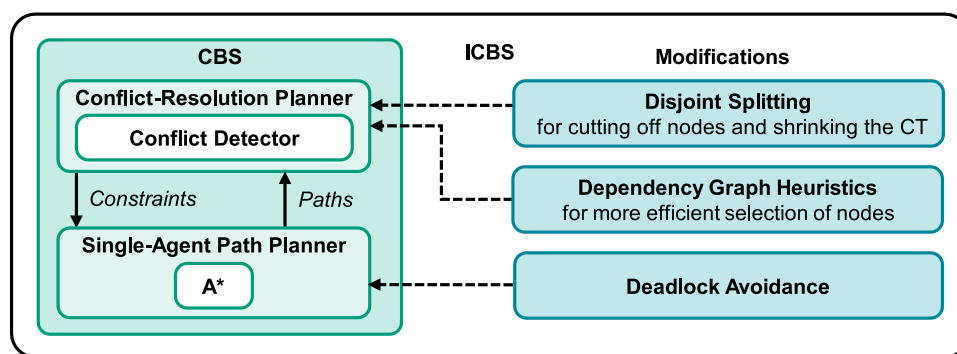 ICBS
CBS
Conflict-Resolution Planner
Conflict Detector
Constraints
Paths
Single-Agent Path Planner
A*
Modifications
Disjoint Splitting
for cutting off nodes and shrinking the CT
Dependency Graph Heuristics
for more efficient selection of nodes
Deadlock Avoidance